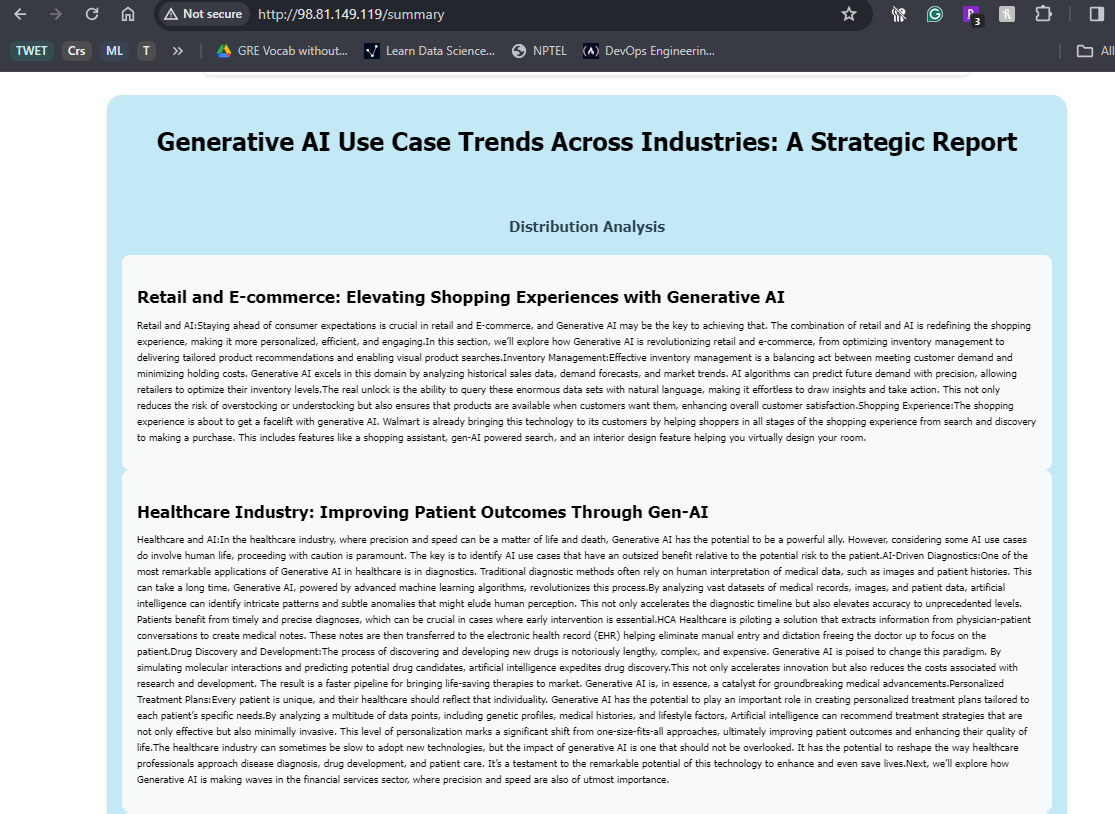 Not secure http://98.81.149.119/summary
3
TWET Crs ML T » GRE Vocab without... Learn Data Science... NPTEL DevOps Engineerin... All
Generative AI Use Case Trends Across Industries: A Strategic Report
Distribution Analysis
Retail and E-commerce: Elevating Shopping Experiences with Generative AI
Retail and AI:Staying ahead of consumer expectations is crucial in retail and E-commerce, and Generative AI may be the key to achieving that. The combination of retail and AI is redefining the shopping
experience, making it more personalized, efficient, and engaging.In this section, we’ll explore how Generative AI is revolutionizing retail and e-commerce, from optimizing inventory management to
delivering tailored product recommendations and enabling visual product searches.Inventory Management:Effective inventory management is a balancing act between meeting customer demand and
minimizing holding costs. Generative AI excels in this domain by analyzing historical sales data, demand forecasts, and market trends. AI algorithms can predict future demand with precision, allowing
retailers to optimize their inventory levels.The real unlock is the ability to query these enormous data sets with natural language, making it effortless to draw insights and take action. This not only
reduces the risk of overstocking or understocking but also ensures that products are available when customers want them, enhancing overall customer satisfaction.Shopping Experience:The shopping
experience is about to get a facelift with generative AI. Walmart is already bringing this technology to its customers by helping shoppers in all stages of the shopping experience from search and discovery
to making a purchase. This includes features like a shopping assistant, gen-AI powered search, and an interior design feature helping you virtually design your room.
Healthcare Industry: Improving Patient Outcomes Through Gen-AI
Healthcare and AI:In the healthcare industry, where precision and speed can be a matter of life and death, Generative AI has the potential to be a powerful ally. However, considering some AI use cases
do involve human life, proceeding with caution is paramount. The key is to identify AI use cases that have an outsized benefit relative to the potential risk to the patient.AI-Driven Diagnostics:One of the
most remarkable applications of Generative AI in healthcare is in diagnostics. Traditional diagnostic methods often rely on human interpretation of medical data, such as images and patient histories. This
can take a long time. Generative AI, powered by advanced machine learning algorithms, revolutionizes this process.By analyzing vast datasets of medical records, images, and patient data, artificial
intelligence can identify intricate patterns and subtle anomalies that might elude human perception. This not only accelerates the diagnostic timeline but also elevates accuracy to unprecedented levels.
Patients benefit from timely and precise diagnoses, which can be crucial in cases where early intervention is essential.HCA Healthcare is piloting a solution that extracts information from physician-patient
conversations to create medical notes. These notes are then transferred to the electronic health record (EHR) helping eliminate manual entry and dictation freeing the doctor up to focus on the
patient.Drug Discovery and Development:The process of discovering and developing new drugs is notoriously lengthy, complex, and expensive. Generative AI is poised to change this paradigm. By
simulating molecular interactions and predicting potential drug candidates, artificial intelligence expedites drug discovery.This not only accelerates innovation but also reduces the costs associated with
research and development. The result is a faster pipeline for bringing life-saving therapies to market. Generative AI is, in essence, a catalyst for groundbreaking medical advancements.Personalized
Treatment Plans:Every patient is unique, and their healthcare should reflect that individuality. Generative AI has the potential to play an important role in creating personalized treatment plans tailored to
each patient’s specific needs.By analyzing a multitude of data points, including genetic profiles, medical histories, and lifestyle factors, Artificial intelligence can recommend treatment strategies that are
not only effective but also minimally invasive. This level of personalization marks a significant shift from one-size-fits-all approaches, ultimately improving patient outcomes and enhancing their quality of
life.The healthcare industry can sometimes be slow to adopt new technologies, but the impact of generative AI is one that should not be overlooked. It has the potential to reshape the way healthcare
professionals approach disease diagnosis, drug development, and patient care. It’s a testament to the remarkable potential of this technology to enhance and even save lives.Next, we’ll explore how
Generative AI is making waves in the financial services sector, where precision and speed are also of utmost importance.